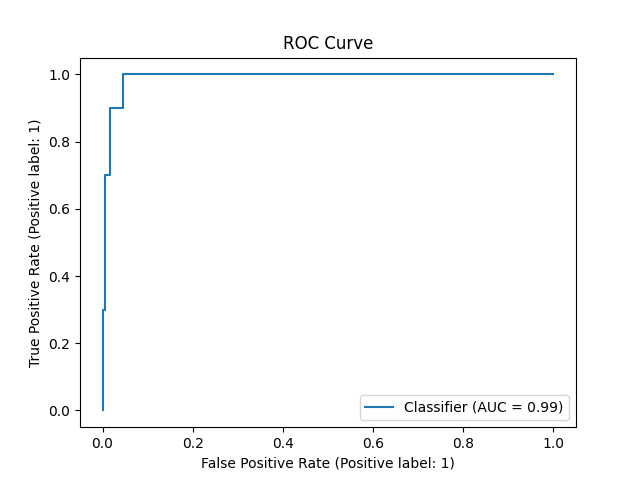 ROC Curve
True Positive Rate (Positive label: 1)
1.0
0.8
0.6
0.4
0.2
0.0
Classifier (AUC = 0.99)
0.0 0.2 0.4 0.6 0.8 1.0
False Positive Rate (Positive label: 1)